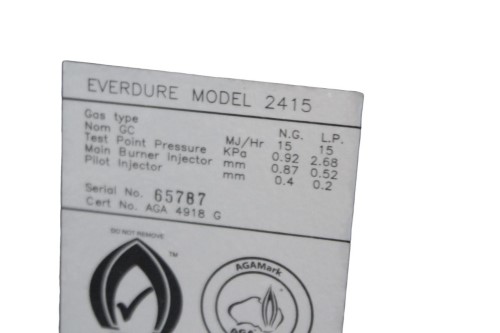 EVERDURE MODEL 2415
Gas type N.G. L.P.
Nom GC MJ/Hr 15 15
Test Point Pressure KPa 0.92 2.68
Main Burner Injector mm 0.87 0.52
Pilot Injector mm 0.4 0.2
Serial No. 65787
Cert No. AGA 4918 G
DO NOT REMOVE
TM
AGAMark